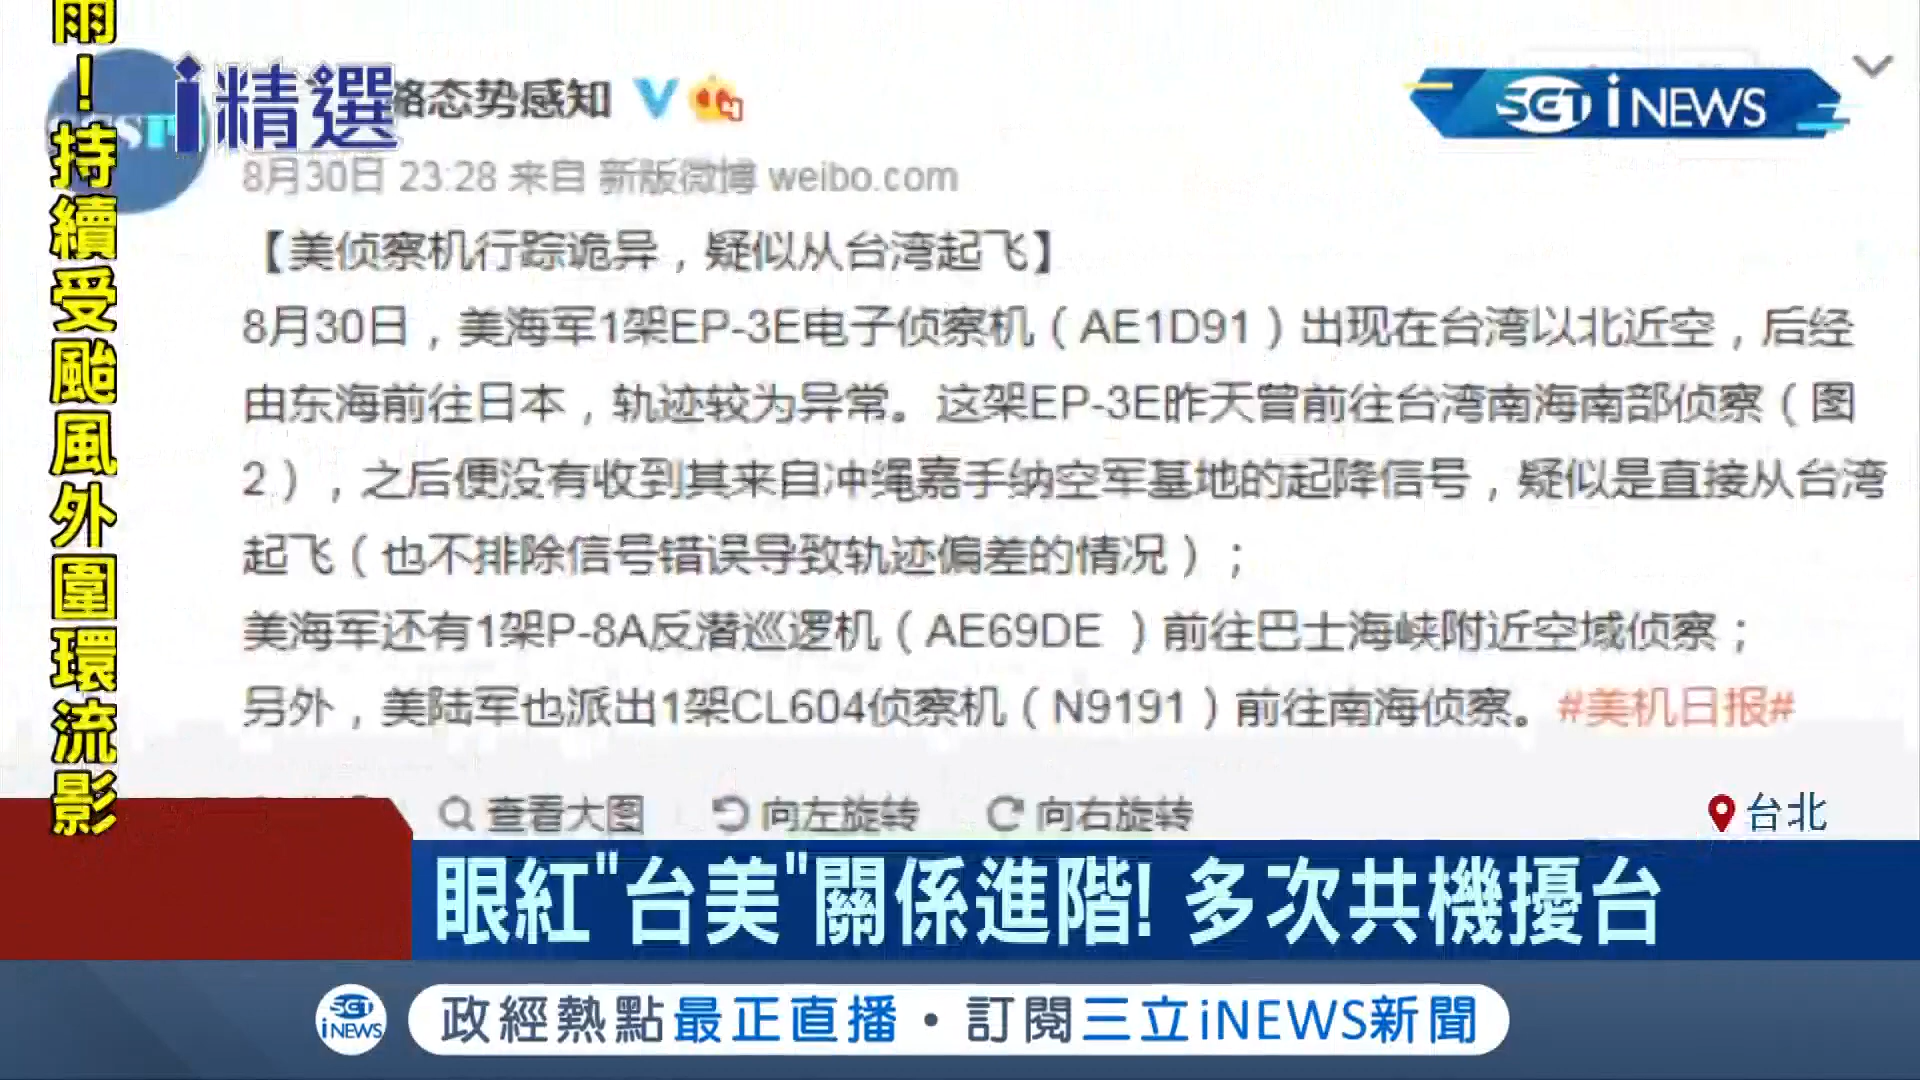 雨！持續受颱風外圍環流影
i精選
略态势感知
SGT iNEWS
8月30日 23:28 来自 新版微博 weibo.com
【美侦察机行踪诡异，疑似从台湾起飞】
8月30日，美海军1架EP-3E电子侦察机（AE1D91）出现在台湾以北近空，后经
由东海前往日本，轨迹较为异常。这架EP-3E昨天曾前往台湾南海南部侦察（图
2），之后便没有收到其来自冲绳嘉手纳空军基地的起降信号，疑似是直接从台湾
起飞（也不排除信号错误导致轨迹偏差的情况）；
美海军还有1架P-8A反潜巡逻机（AE69DE ）前往巴士海峡附近空域侦察；
另外，美陆军也派出1架CL604侦察机（N9191）前往南海侦察。#美机日报#
查看大图 向左旋转 向右旋转
台北
眼紅"台美"關係進階! 多次共機擾台
SGT iNEWS
政經熱點最正直播・訂閱三立iNEWS新聞